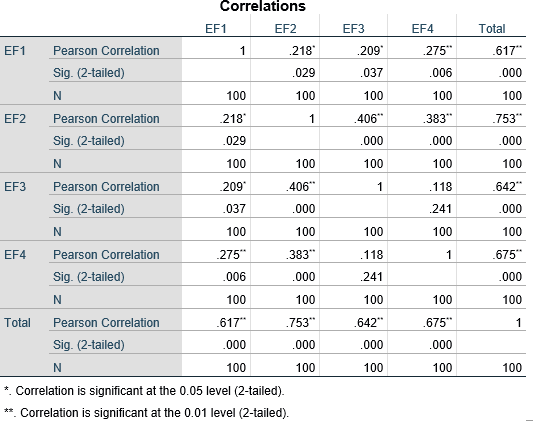 Correlations
EF1 EF2 EF3 EF4 Total
EF1 Pearson Correlation 1 .218* .209* .275** .617**
Sig. (2-tailed) .029 .037 .006 .000
N 100 100 100 100 100
EF2 Pearson Correlation .218* 1 .406** .383** .753**
Sig. (2-tailed) .029 .000 .000 .000
N 100 100 100 100 100
EF3 Pearson Correlation .209* .406** 1 .118 .642**
Sig. (2-tailed) .037 .000 .241 .000
N 100 100 100 100 100
EF4 Pearson Correlation .275** .383** .118 1 .675**
Sig. (2-tailed) .006 .000 .241 .000
N 100 100 100 100 100
Total Pearson Correlation .617** .753** .642** .675** 1
Sig. (2-tailed) .000 .000 .000 .000
N 100 100 100 100 100
*. Correlation is significant at the 0.05 level (2-tailed).
**. Correlation is significant at the 0.01 level (2-tailed).